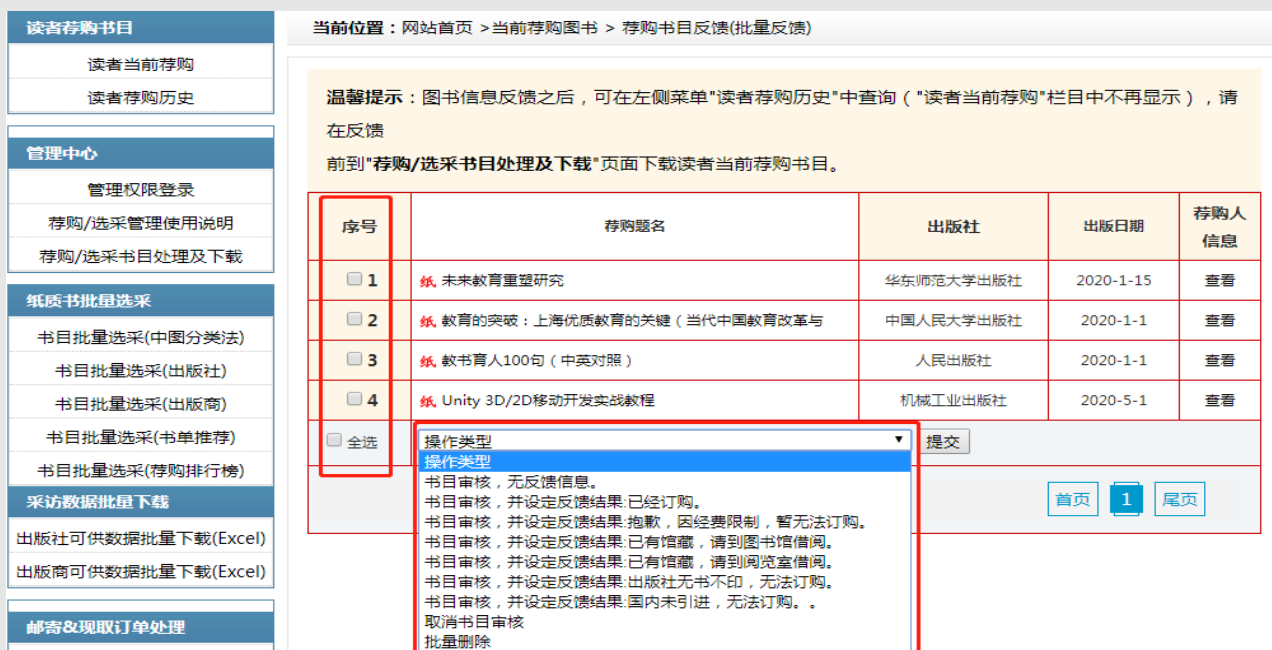 读者荐购书目
读者当前荐购
读者荐购历史
管理中心
管理权限登录
荐购/选采管理使用说明
荐购/选采书目处理及下载
纸质书批量选采
书目批量选采(中图分类法)
书目批量选采(出版社)
书目批量选采(出版商)
书目批量选采(书单推荐)
书目批量选采(荐购排行榜)
采访数据批量下载
出版社可供数据批量下载(Excel)
出版商可供数据批量下载(Excel)
邮寄&现取订单处理
当前位置：网站首页 >当前荐购图书 > 荐购书目反馈(批量反馈)
温馨提示：图书信息反馈之后，可在左侧菜单"读者荐购历史"中查询（"读者当前荐购"栏目中不再显示），请
在反馈
前到"荐购/选采书目处理及下载"页面下载读者当前荐购书目。
序号 荐购题名 出版社 出版日期 荐购人
信息
1 纸 未来教育重塑研究 华东师范大学出版社 2020-1-15 查看
2 纸 教育的突破：上海优质教育的关键（当代中国教育改革与 中国人民大学出版社 2020-1-1 查看
3 纸 教书育人100句（中英对照） 人民出版社 2020-1-1 查看
4 纸 Unity 3D/2D移动开发实战教程 机械工业出版社 2020-5-1 查看
全选 操作类型 提交
操作类型
书目审核，无反馈信息。
书目审核，并设定反馈结果:已经订购。
书目审核，并设定反馈结果:抱歉，因经费限制，暂无法订购。
书目审核，并设定反馈结果:已有馆藏，请到图书馆借阅。
书目审核，并设定反馈结果:已有馆藏，请到阅览室借阅。
书目审核，并设定反馈结果:出版社无书不印，无法订购。
书目审核，并设定反馈结果:国内未引进，无法订购。。
取消书目审核
批量删除
首页 1 尾页